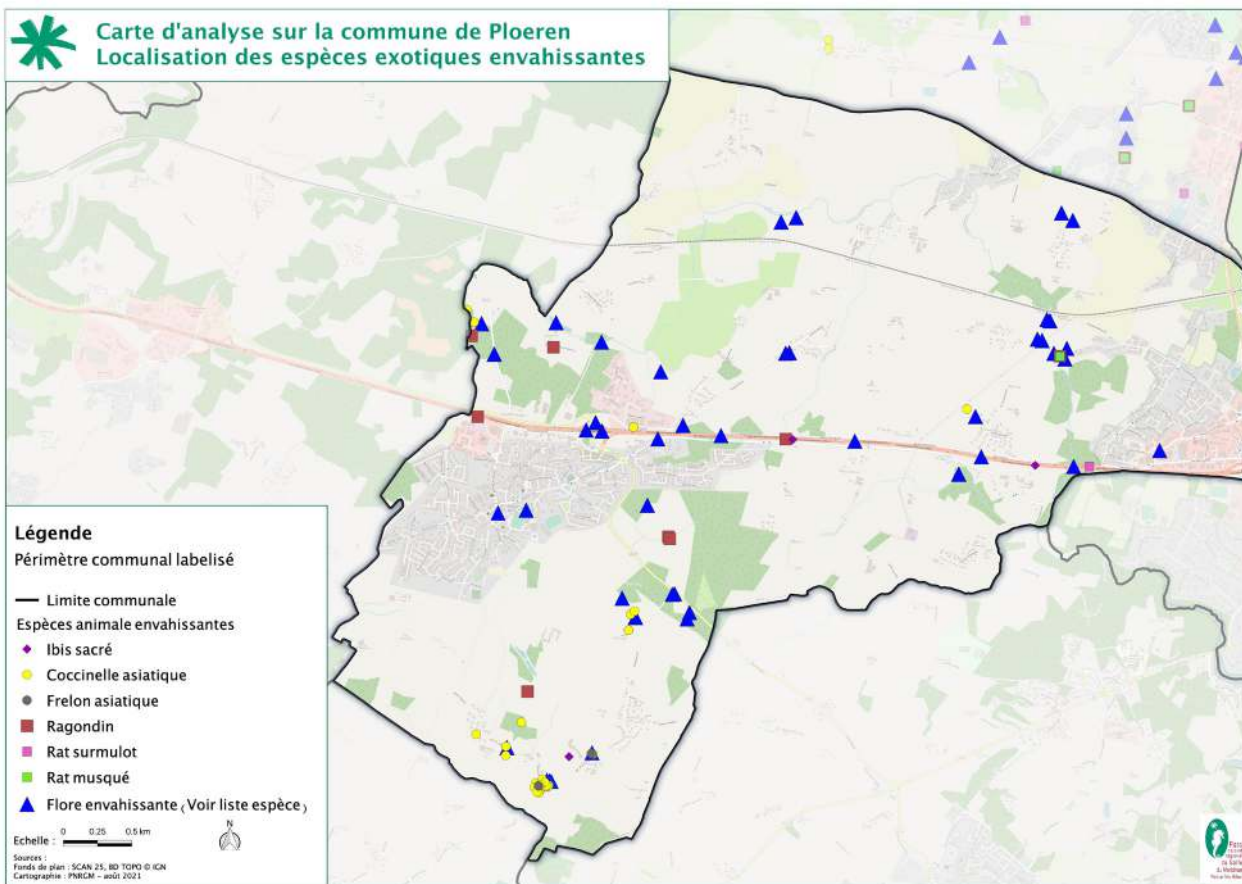 Carte d'analyse sur la commune de Ploeren
Localisation des espèces exotiques envahissantes
Légende
Périmètre communal labelisé
Limite communale
Espèces animale envahissantes
Ibis sacré
Coccinelle asiatique
Frelon asiatique
Ragondin
Rat surmulot
Rat musqué
Flore envahissante (Voir liste espèce)
N
0 0.25 0.5 km
Echelle :
Sources :
Fonds de plan : SCAN 25, BD TOPO © IGN
Cartographie : PNRGM - août 2021